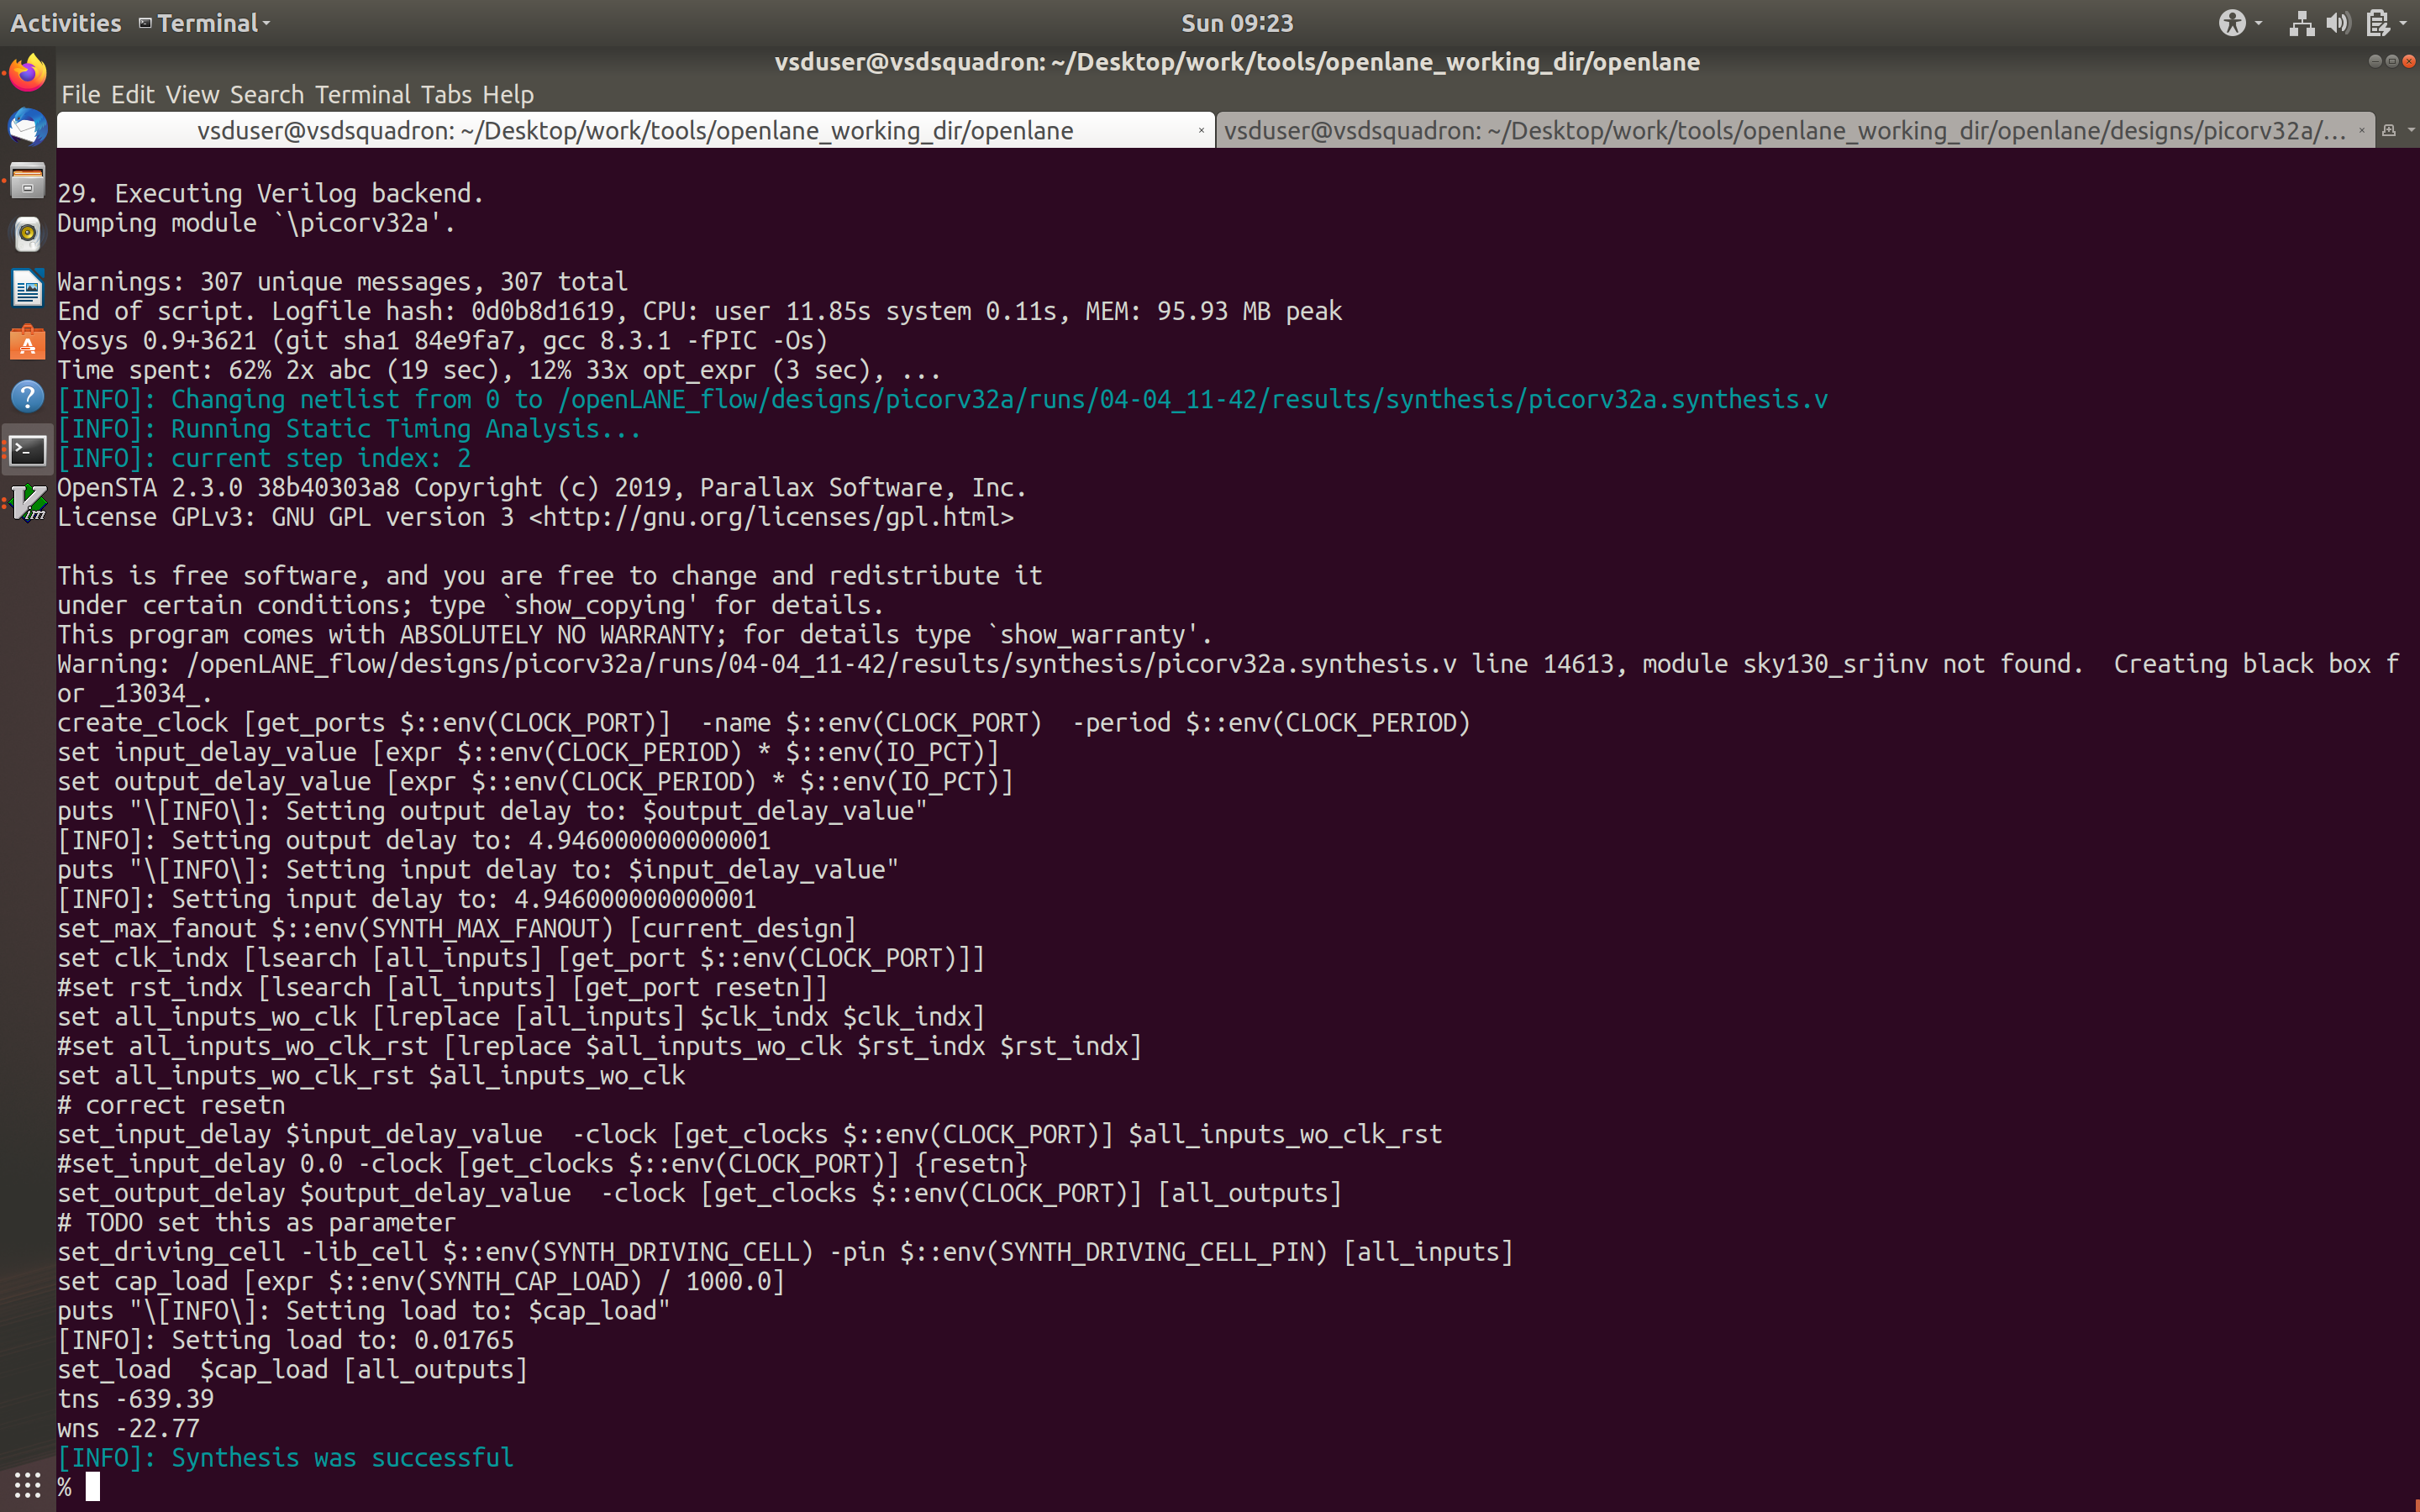 Activities Terminal Sun 09:23
vsduser@vsdsquadron: ~/Desktop/work/tools/openlane_working_dir/openlane
File Edit View Search Terminal Tabs Help
vsduser@vsdsquadron: ~/Desktop/work/tools/openlane_working_dir/openlane × vsduser@vsdsquadron: ~/Desktop/work/tools/openlane_working_dir/openlane/designs/picorv32a/... ×
29. Executing Verilog backend.
Dumping module `\picorv32a'.
Warnings: 307 unique messages, 307 total
End of script. Logfile hash: 0d0b8d1619, CPU: user 11.85s system 0.11s, MEM: 95.93 MB peak
Yosys 0.9+3621 (git sha1 84e9fa7, gcc 8.3.1 -fPIC -Os)
Time spent: 62% 2x abc (19 sec), 12% 33x opt_expr (3 sec), ...
[INFO]: Changing netlist from 0 to /openLANE_flow/designs/picorv32a/runs/04-04_11-42/results/synthesis/picorv32a.synthesis.v
[INFO]: Running Static Timing Analysis...
[INFO]: current step index: 2
OpenSTA 2.3.0 38b40303a8 Copyright (c) 2019, Parallax Software, Inc.
License GPLv3: GNU GPL version 3 <http://gnu.org/licenses/gpl.html>
This is free software, and you are free to change and redistribute it
under certain conditions; type `show_copying' for details.
This program comes with ABSOLUTELY NO WARRANTY; for details type `show_warranty'.
Warning: /openLANE_flow/designs/picorv32a/runs/04-04_11-42/results/synthesis/picorv32a.synthesis.v line 14613, module sky130_srjinv not found.  Creating black box f
or _13034_.
create_clock [get_ports $::env(CLOCK_PORT)]  -name $::env(CLOCK_PORT)  -period $::env(CLOCK_PERIOD)
set input_delay_value [expr $::env(CLOCK_PERIOD) * $::env(IO_PCT)]
set output_delay_value [expr $::env(CLOCK_PERIOD) * $::env(IO_PCT)]
puts "\[INFO\]: Setting output delay to: $output_delay_value"
[INFO]: Setting output delay to: 4.946000000000001
puts "\[INFO\]: Setting input delay to: $input_delay_value"
[INFO]: Setting input delay to: 4.946000000000001
set_max_fanout $::env(SYNTH_MAX_FANOUT) [current_design]
set clk_indx [lsearch [all_inputs] [get_port $::env(CLOCK_PORT)]]
#set rst_indx [lsearch [all_inputs] [get_port resetn]]
set all_inputs_wo_clk [lreplace [all_inputs] $clk_indx $clk_indx]
#set all_inputs_wo_clk_rst [lreplace $all_inputs_wo_clk $rst_indx $rst_indx]
set all_inputs_wo_clk_rst $all_inputs_wo_clk
# correct resetn
set_input_delay $input_delay_value  -clock [get_clocks $::env(CLOCK_PORT)] $all_inputs_wo_clk_rst
#set_input_delay 0.0 -clock [get_clocks $::env(CLOCK_PORT)] {resetn}
set_output_delay $output_delay_value  -clock [get_clocks $::env(CLOCK_PORT)] [all_outputs]
# TODO set this as parameter
set_driving_cell -lib_cell $::env(SYNTH_DRIVING_CELL) -pin $::env(SYNTH_DRIVING_CELL_PIN) [all_inputs]
set cap_load [expr $::env(SYNTH_CAP_LOAD) / 1000.0]
puts "\[INFO\]: Setting load to: $cap_load"
[INFO]: Setting load to: 0.01765
set_load  $cap_load [all_outputs]
tns -639.39
wns -22.77
[INFO]: Synthesis was successful
%